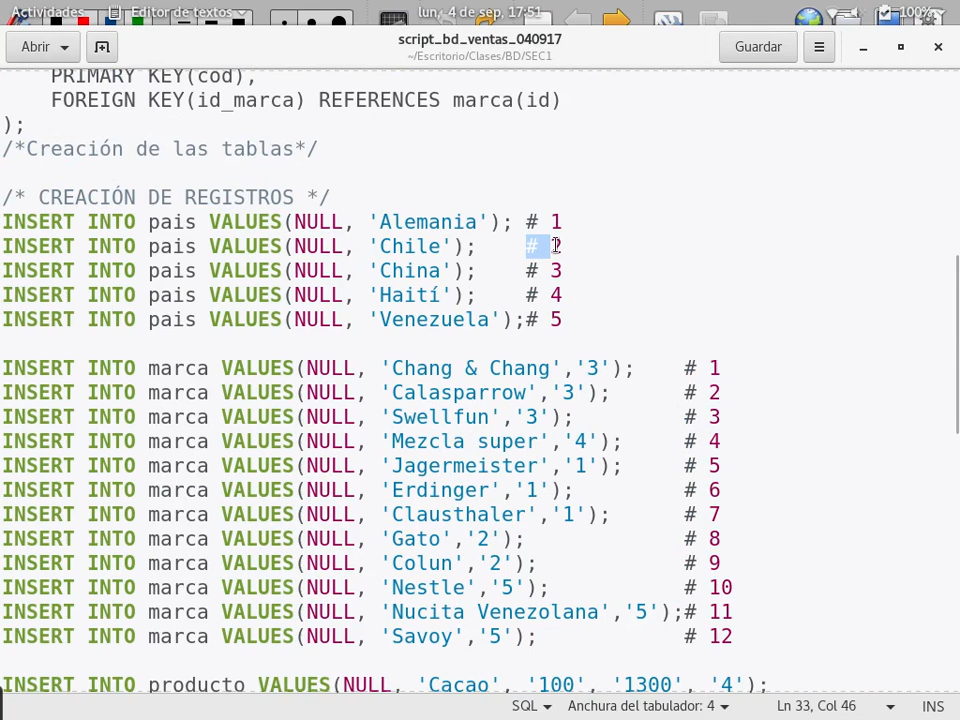 Actividades Editor de textos lun, 4 de sep, 17:51 100%
Abrir script_bd_ventas_040917 Guardar
~/Escritorio/Clases/BD/SEC1
PRIMARY KEY(cod),
FOREIGN KEY(id_marca) REFERENCES marca(id)
);
/*Creación de las tablas*/
/* CREACIÓN DE REGISTROS */
INSERT INTO pais VALUES(NULL, 'Alemania'); # 1
INSERT INTO pais VALUES(NULL, 'Chile'); # 2
INSERT INTO pais VALUES(NULL, 'China'); # 3
INSERT INTO pais VALUES(NULL, 'Haití'); # 4
INSERT INTO pais VALUES(NULL, 'Venezuela');# 5
INSERT INTO marca VALUES(NULL, 'Chang & Chang','3'); # 1
INSERT INTO marca VALUES(NULL, 'Calasparrow','3'); # 2
INSERT INTO marca VALUES(NULL, 'Swellfun','3'); # 3
INSERT INTO marca VALUES(NULL, 'Mezcla super','4'); # 4
INSERT INTO marca VALUES(NULL, 'Jagermeister','1'); # 5
INSERT INTO marca VALUES(NULL, 'Erdinger','1'); # 6
INSERT INTO marca VALUES(NULL, 'Clausthaler','1'); # 7
INSERT INTO marca VALUES(NULL, 'Gato','2'); # 8
INSERT INTO marca VALUES(NULL, 'Colun','2'); # 9
INSERT INTO marca VALUES(NULL, 'Nestle','5'); # 10
INSERT INTO marca VALUES(NULL, 'Nucita Venezolana','5');# 11
INSERT INTO marca VALUES(NULL, 'Savoy','5'); # 12
INSERT INTO producto VALUES(NULL, 'Cacao', '100', '1300', '4');
SQL Anchura del tabulador: 4 Ln 33, Col 46 INS